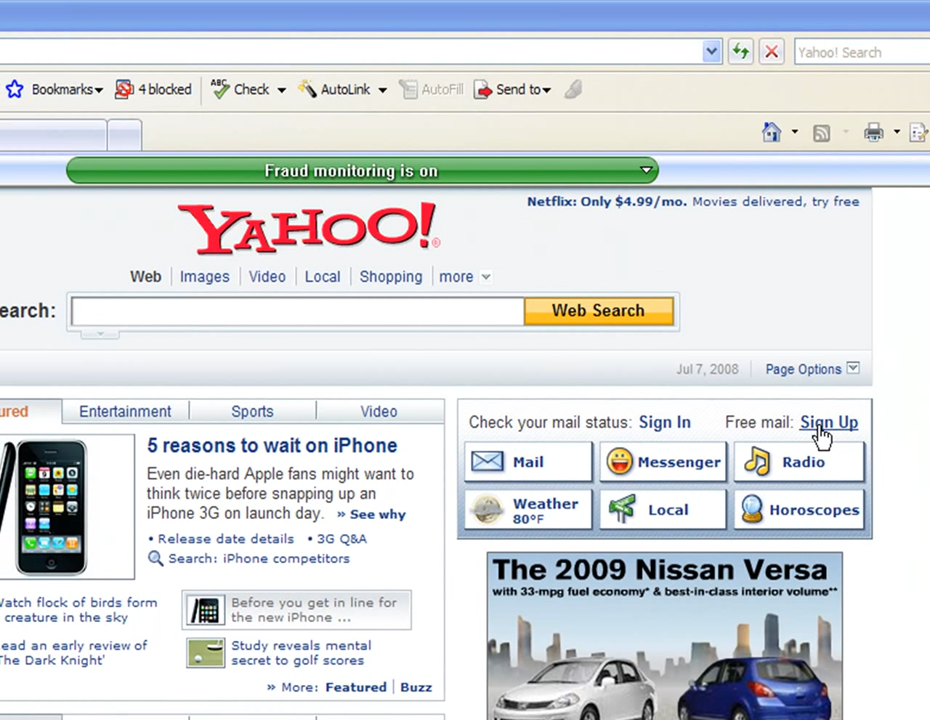 Yahoo! Search
Bookmarks
4 blocked
ABC
Check
AutoLink
AutoFill
Send to
Fraud monitoring is on
Netflix: Only $4.99/mo. Movies delivered, try free
YAHOO!
Web Images Video Local Shopping more
earch:
Web Search
Jul 7, 2008
Page Options
ured
Entertainment
Sports
Video
5 reasons to wait on iPhone
Even die-hard Apple fans might want to
think twice before snapping up an
iPhone 3G on launch day. » See why
• Release date details • 3G Q&A
Search: iPhone competitors
Watch flock of birds form
creature in the sky
Before you get in line for
the new iPhone ...
ead an early review of
'The Dark Knight'
Study reveals mental
secret to golf scores
» More: Featured | Buzz
Check your mail status: Sign In
Free mail: Sign Up
Mail
Messenger
Radio
Weather
80°F
Local
Horoscopes
The 2009 Nissan Versa
with 33-mpg fuel economy* & best-in-class interior volume**